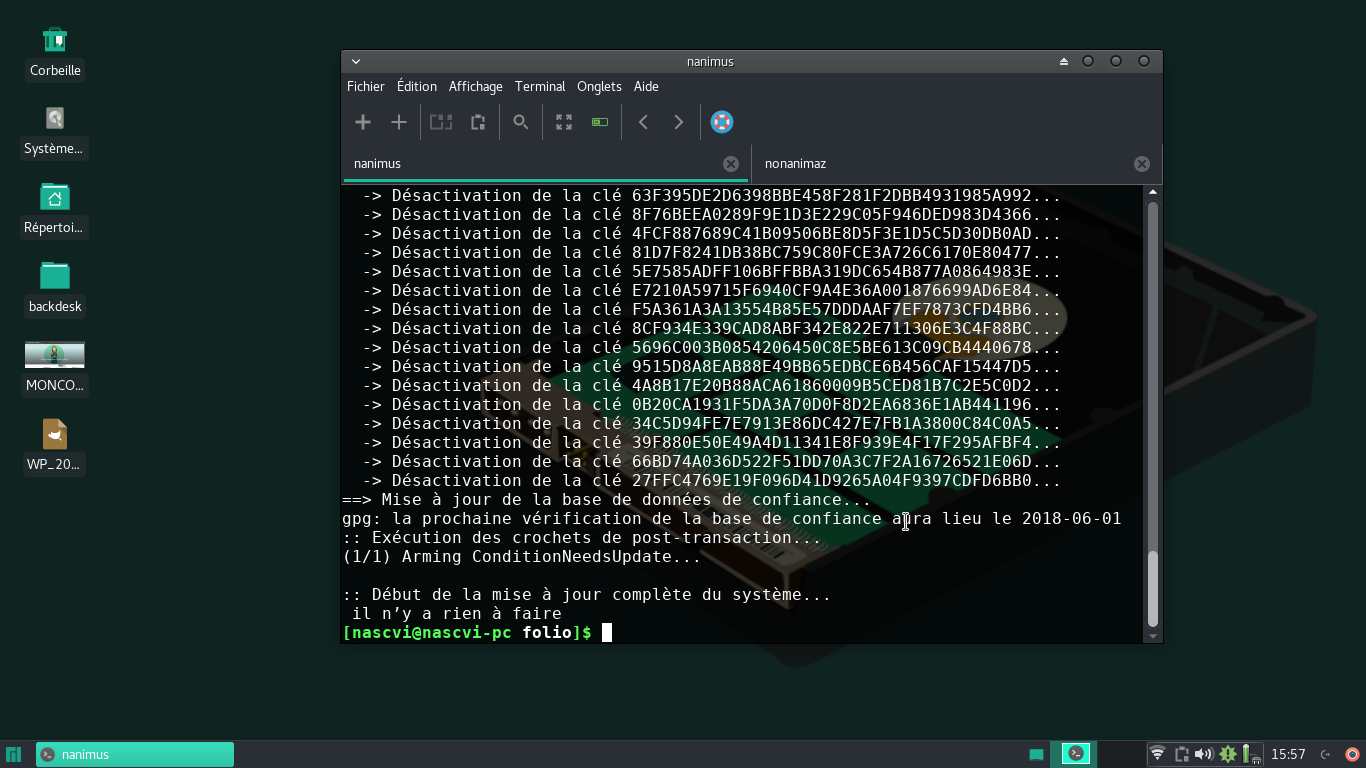 Corbeille
Système...
Répertoi...
backdesk
MONCO...
WP_20...
nanimus
Fichier Édition Affichage Terminal Onglets Aide
nanimus nonanimaz
-> Désactivation de la clé 63F395DE2D6398BBE458F281F2DBB4931985A992...
-> Désactivation de la clé 8F76BEEA0289F9E1D3E229C05F946DED983D4366...
-> Désactivation de la clé 4FCF887689C41B09506BE8D5F3E1D5C5D30DB0AD...
-> Désactivation de la clé 81D7F8241DB38BC759C80FCE3A726C6170E80477...
-> Désactivation de la clé 5E7585ADFF106BFFBBA319DC654B877A0864983E...
-> Désactivation de la clé E7210A59715F6940CF9A4E36A001876699AD6E84...
-> Désactivation de la clé F5A361A3A13554B85E57DDDAAF7EF7873CFD4BB6...
-> Désactivation de la clé 8CF934E339CAD8ABF342E822E711306E3C4F88BC...
-> Désactivation de la clé 5696C003B0854206450C8E5BE613C09CB4440678...
-> Désactivation de la clé 9515D8A8EAB88E49BB65EDBCE6B456CAF15447D5...
-> Désactivation de la clé 4A8B17E20B88ACA61860009B5CED81B7C2E5C0D2...
-> Désactivation de la clé 0B20CA1931F5DA3A70D0F8D2EA6836E1AB441196...
-> Désactivation de la clé 34C5D94FE7E7913E86DC427E7FB1A3800C84C0A5...
-> Désactivation de la clé 39F880E50E49A4D11341E8F939E4F17F295AFBF4...
-> Désactivation de la clé 66BD74A036D522F51DD70A3C7F2A16726521E06D...
-> Désactivation de la clé 27FFC4769E19F096D41D9265A04F9397CDFD6BB0...
==> Mise à jour de la base de données de confiance...
gpg: la prochaine vérification de la base de confiance aura lieu le 2018-06-01
:: Exécution des crochets de post-transaction...
(1/1) Arming ConditionNeedsUpdate...
:: Début de la mise à jour complète du système...
il n’y a rien à faire
[nascvi@nascvi-pc folio]$
nanimus
15:57